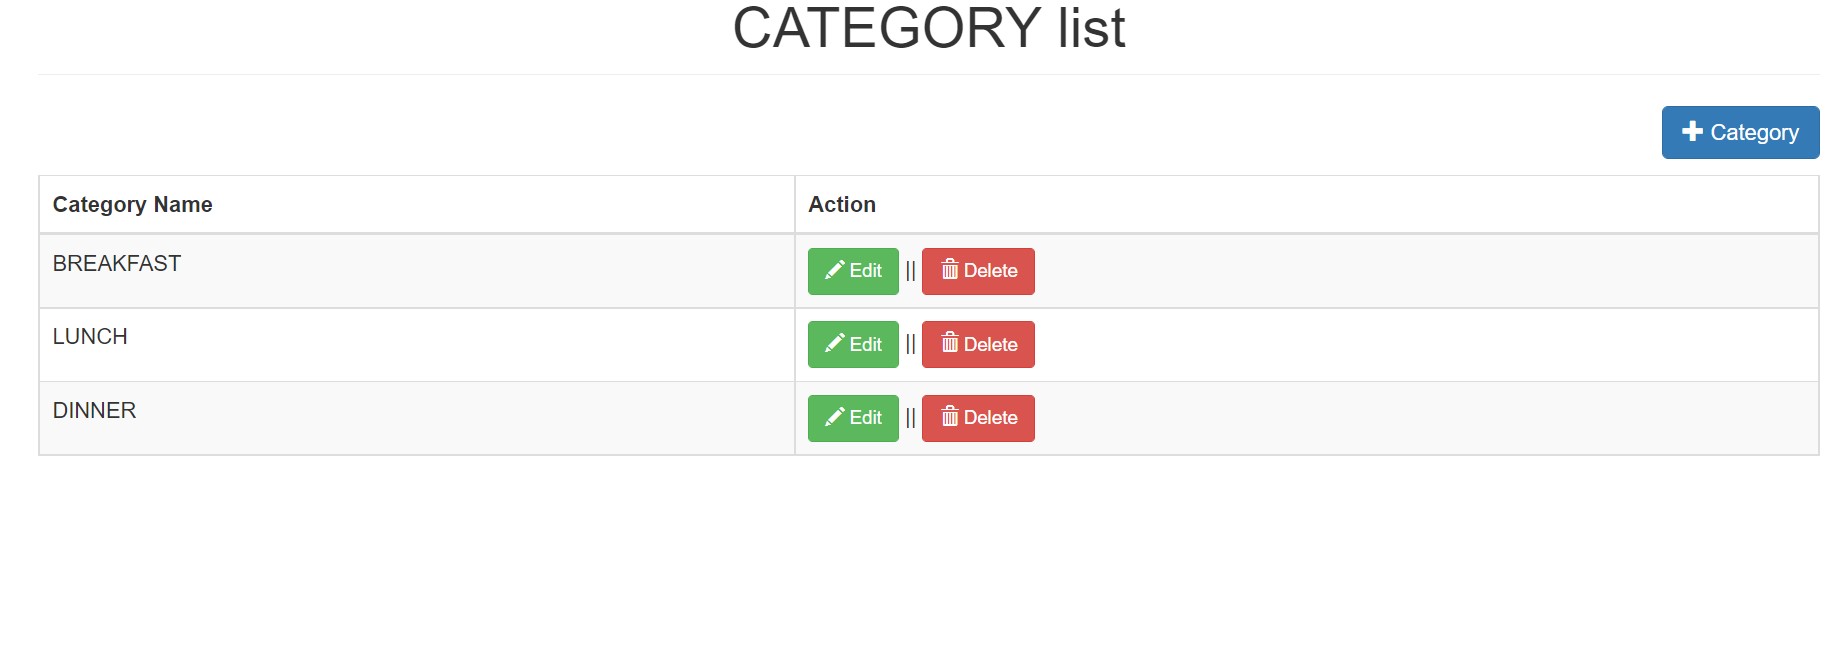 CATEGORY list
Category
Category Name Action
BREAKFAST Edit || Delete
LUNCH Edit || Delete
DINNER Edit || Delete